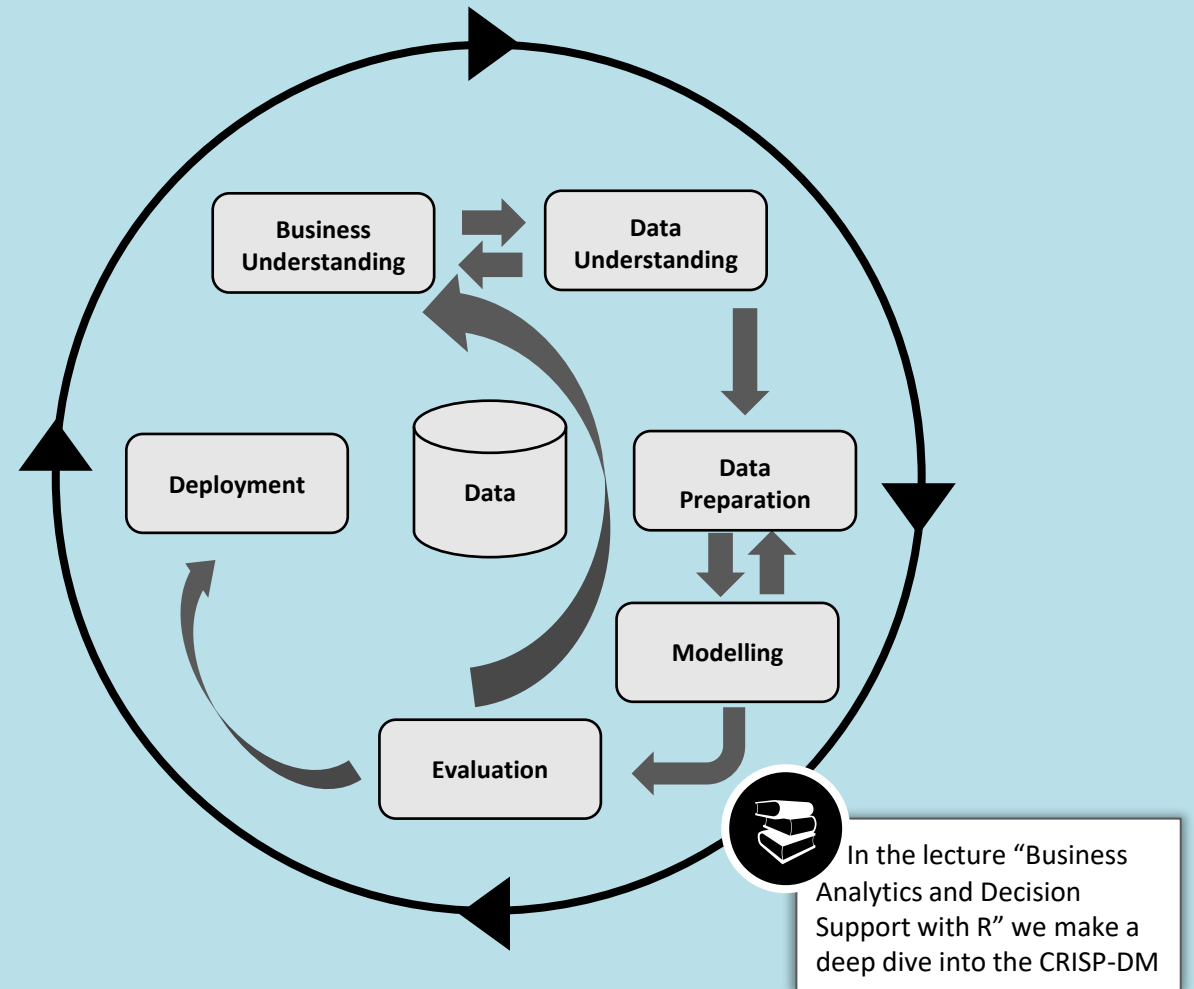 Business
Understanding
Data
Understanding
Deployment
Data
Data
Preparation
Modelling
Evaluation
In the lecture “Business
Analytics and Decision
Support with R” we make a
deep dive into the CRISP-DM